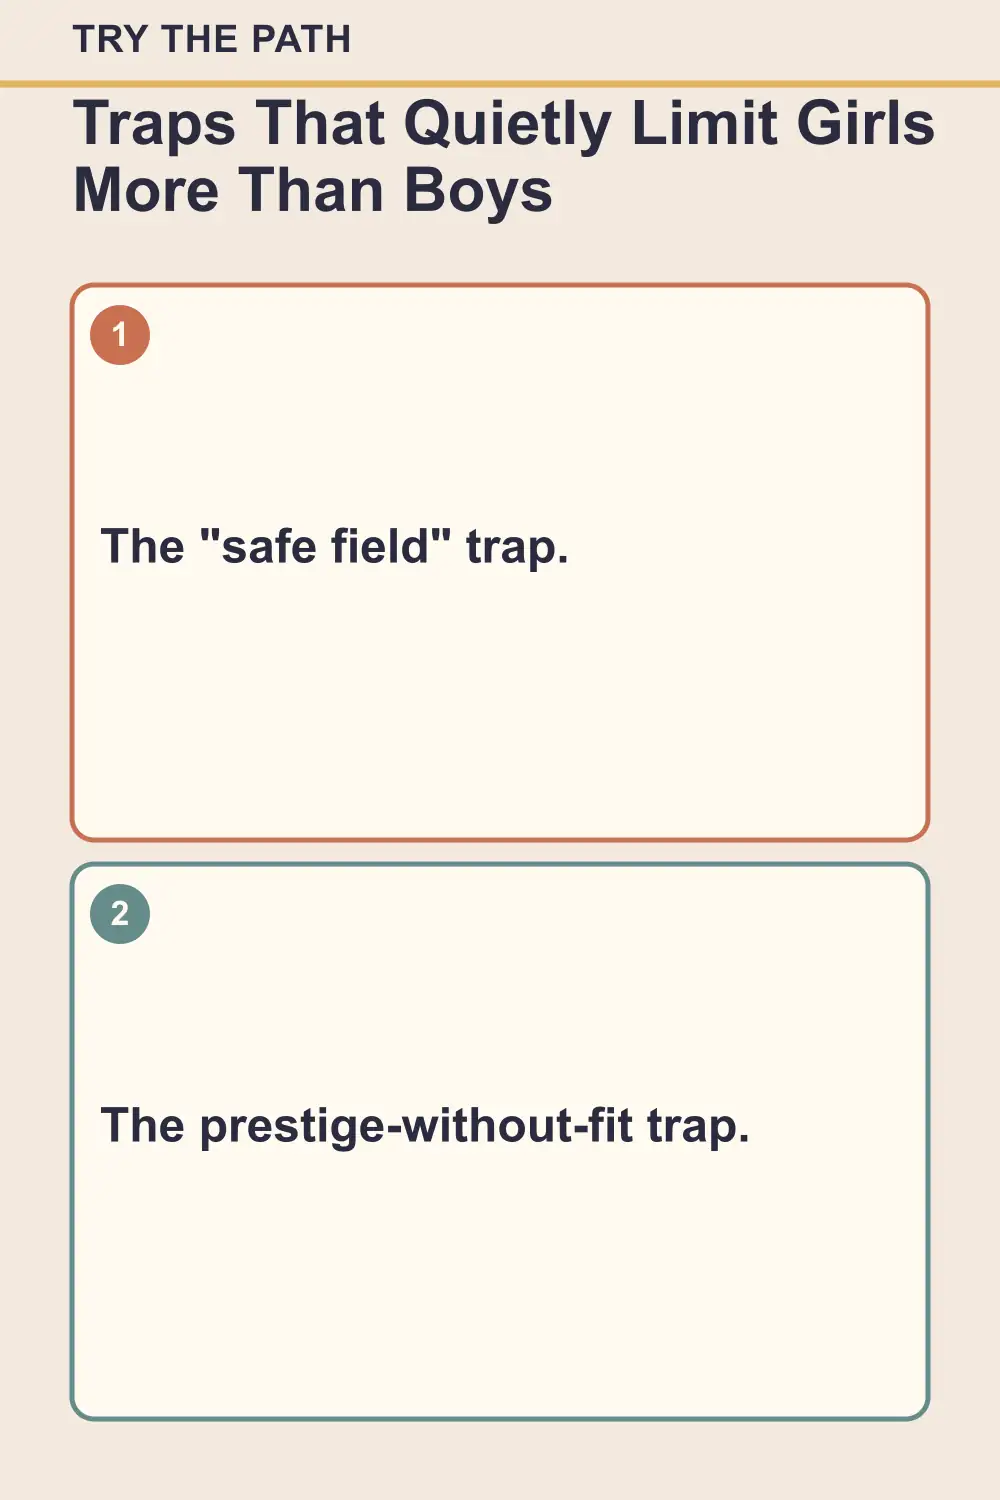 TRY THE PATH
Traps That Quietly Limit Girls
More Than Boys
1
The "safe field" trap.
2
The prestige-without-fit trap.